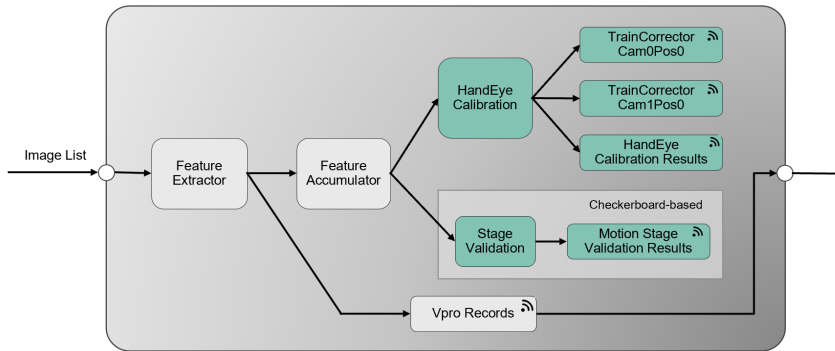 TrainCorrector
Cam0Pos0
HandEye
Calibration
TrainCorrector
Cam1Pos0
Image List
HandEye
Calibration Results
Feature
Extractor
Feature
Accumulator
Checkerboard-based
Stage
Validation
Motion Stage
Validation Results
Vpro Records